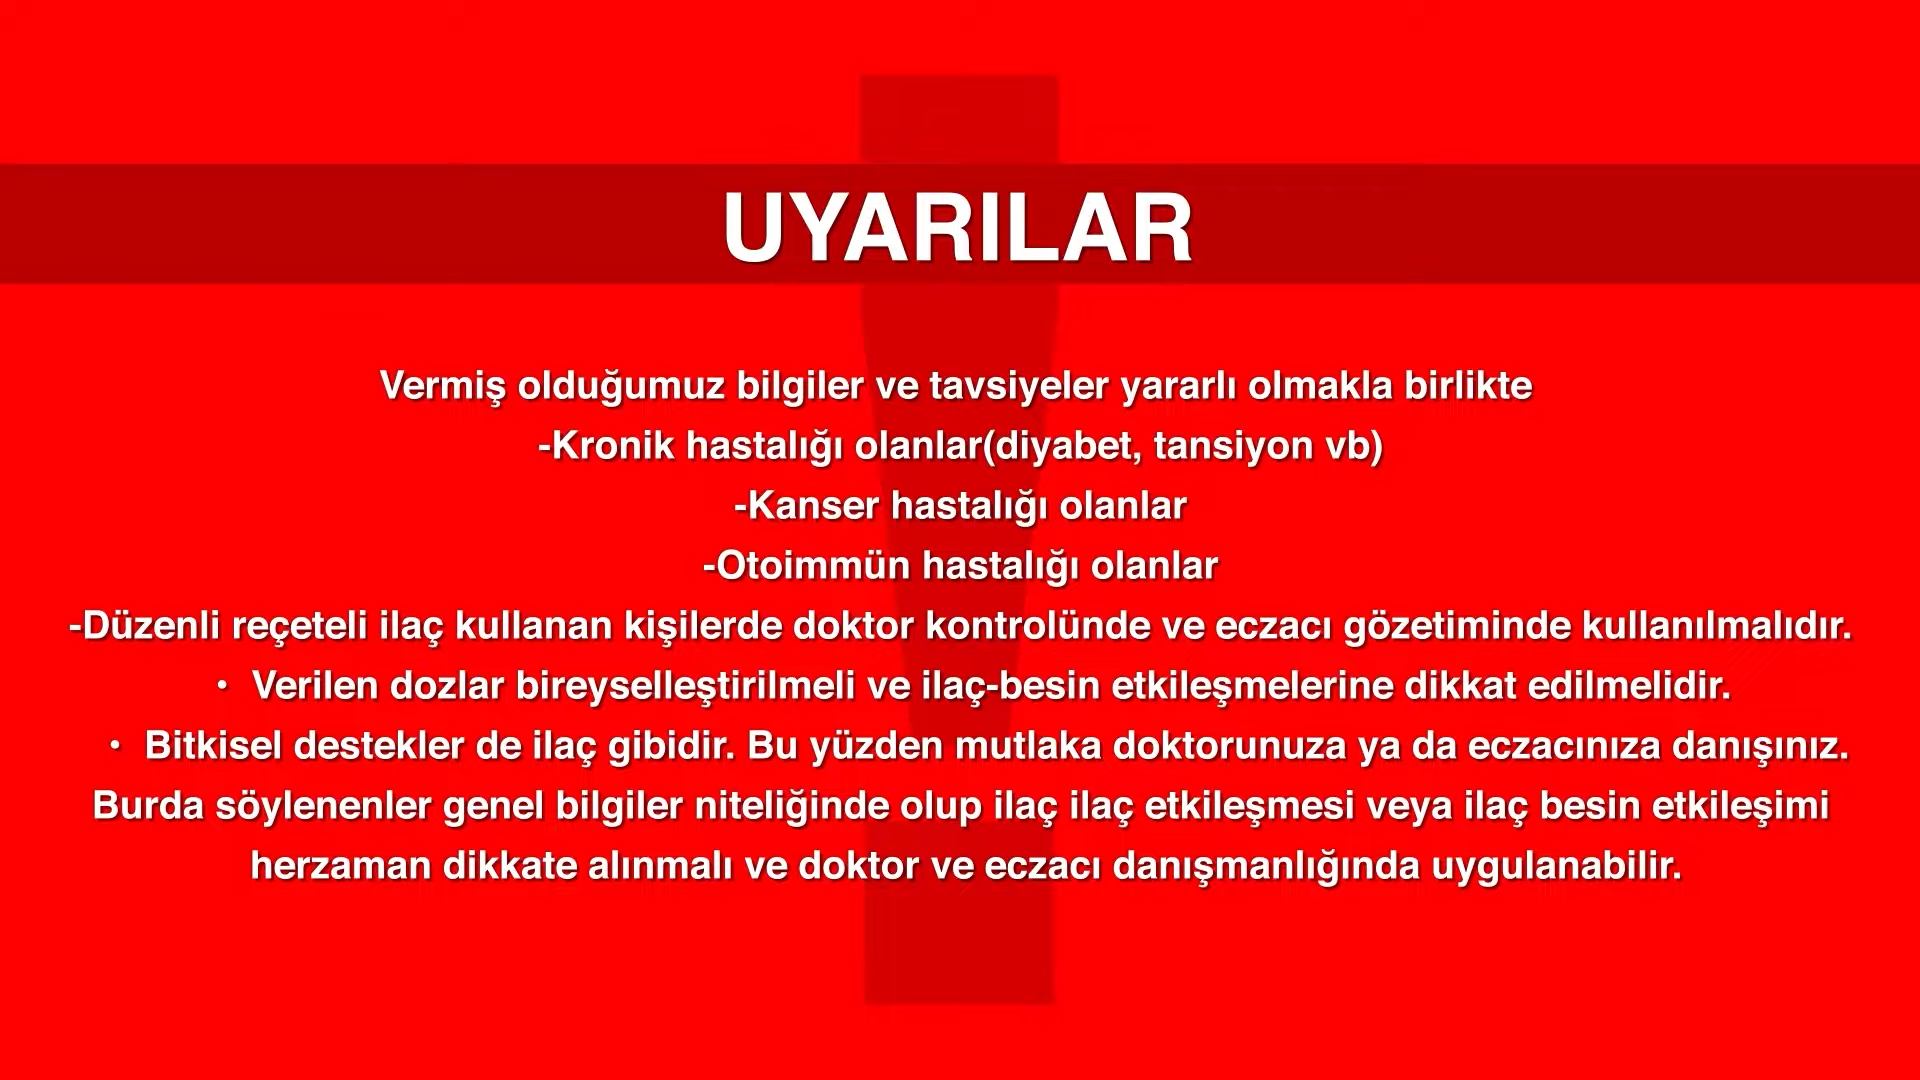 UYARILAR
Vermiş olduğumuz bilgiler ve tavsiyeler yararlı olmakla birlikte
-Kronik hastalığı olanlar(diyabet, tansiyon vb)
-Kanser hastalığı olanlar
-Otoimmün hastalığı olanlar
-Düzenli reçeteli ilaç kullanan kişilerde doktor kontrolünde ve eczacı gözetiminde kullanılmalıdır.
• Verilen dozlar bireyselleştirilmeli ve ilaç-besin etkileşmelerine dikkat edilmelidir.
• Bitkisel destekler de ilaç gibidir. Bu yüzden mutlaka doktorunuza ya da eczacınıza danışınız.
Burda söylenenler genel bilgiler niteliğinde olup ilaç ilaç etkileşmesi veya ilaç besin etkileşimi
herzaman dikkate alınmalı ve doktor ve eczacı danışmanlığında uygulanabilir.